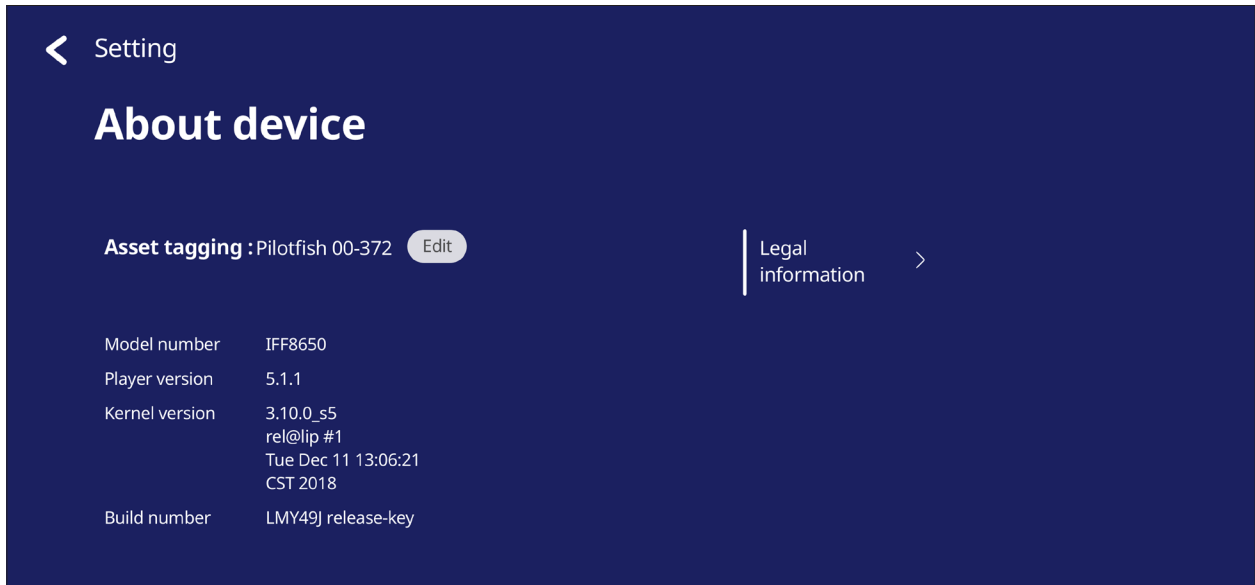 Setting
About device
Asset tagging : Pilotfish 00-372 Edit
Legal
information
Model number IFF8650
Player version 5.1.1
Kernel version 3.10.0_s5
rel@lip #1
Tue Dec 11 13:06:21
CST 2018
Build number LMY49J release-key